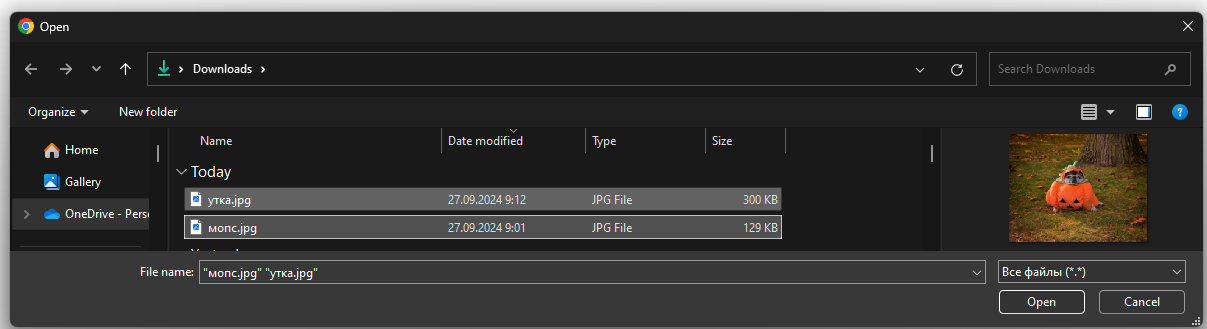 Open
Downloads
Search Downloads
Organize New folder
Name Date modified Type Size
Home
Today
Gallery
утка.jpg 27.09.2024 9:12 JPG File 300 KB
OneDrive - Perso
мопс.jpg 27.09.2024 9:01 JPG File 129 KB
File name: "мопс.jpg" "утка.jpg" Все файлы (*.*)
Open Cancel